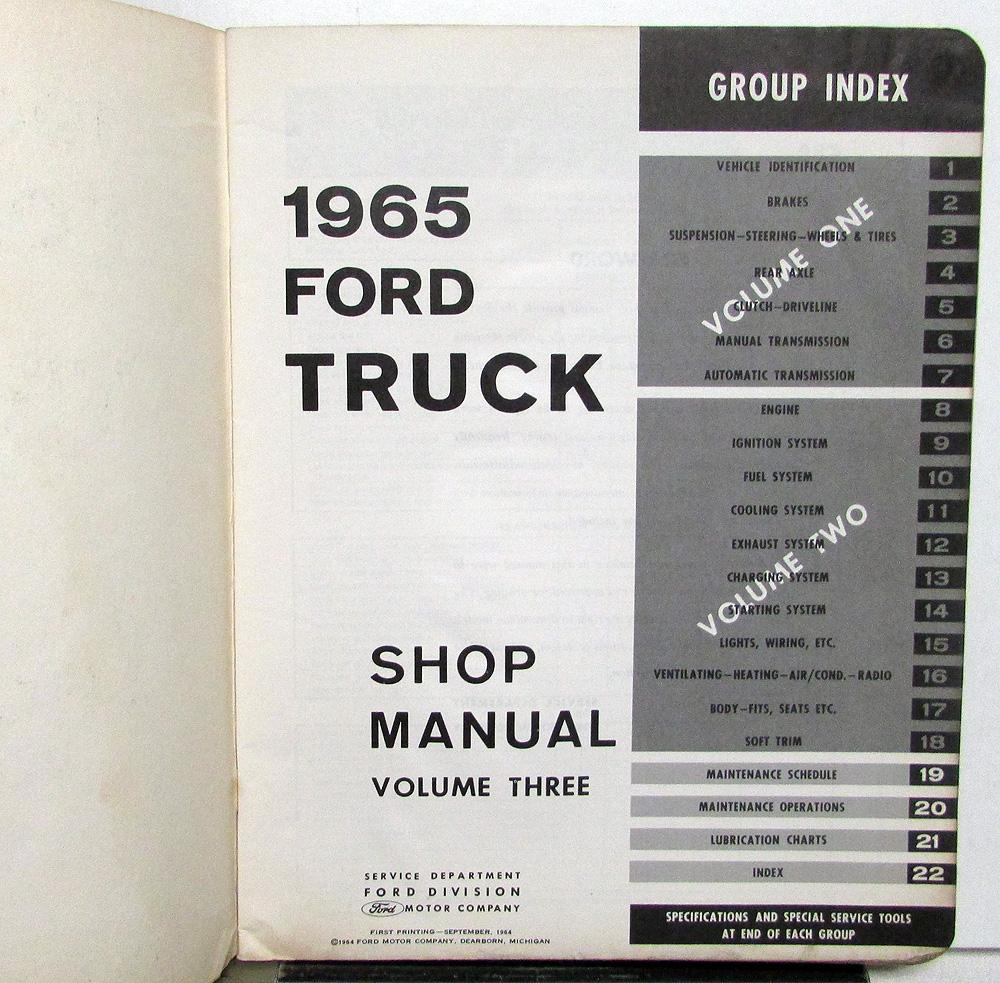 1965
FORD
TRUCK
SHOP
MANUAL
VOLUME THREE
SERVICE DEPARTMENT
FORD DIVISION
Ford MOTOR COMPANY
FIRST PRINTING—SEPTEMBER, 1964
©1964 FORD MOTOR COMPANY, DEARBORN, MICHIGAN
GROUP INDEX
VEHICLE IDENTIFICATION 1
BRAKES 2
SUSPENSION—STEERING—WHEELS & TIRES 3
REAR AXLE 4
CLUTCH—DRIVELINE 5
MANUAL TRANSMISSION 6
AUTOMATIC TRANSMISSION 7
VOLUME ONE
ENGINE 8
IGNITION SYSTEM 9
FUEL SYSTEM 10
COOLING SYSTEM 11
EXHAUST SYSTEM 12
CHARGING SYSTEM 13
STARTING SYSTEM 14
LIGHTS, WIRING, ETC. 15
VENTILATING—HEATING—AIR/COND.—RADIO 16
BODY—FITS, SEATS ETC. 17
SOFT TRIM 18
VOLUME TWO
MAINTENANCE SCHEDULE 19
MAINTENANCE OPERATIONS 20
LUBRICATION CHARTS 21
INDEX 22
SPECIFICATIONS AND SPECIAL SERVICE TOOLS
AT END OF EACH GROUP